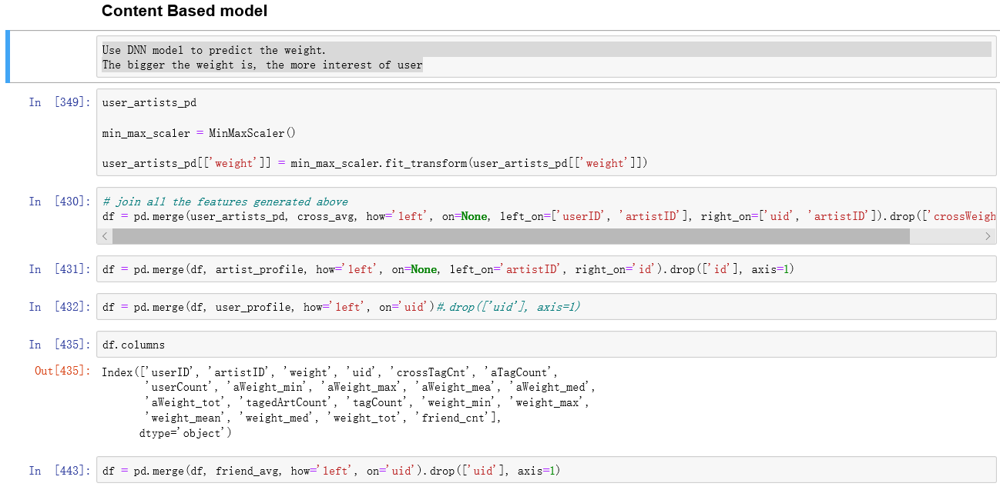 Content Based model
Use DNN model to predict the weight.
The bigger the weight is, the more interest of user
In [349]:
user_artists_pd
min_max_scaler = MinMaxScaler()
user_artists_pd[['weight']] = min_max_scaler.fit_transform(user_artists_pd[['weight']])
In [430]:
# join all the features generated above
df = pd.merge(user_artists_pd, cross_avg, how='left', on=None, left_on=['userID', 'artistID'], right_on=['uid', 'artistID']).drop(['crossWeigh
In [431]:
df = pd.merge(df, artist_profile, how='left', on=None, left_on='artistID', right_on='id').drop(['id'], axis=1)
In [432]:
df = pd.merge(df, user_profile, how='left', on='uid')#.drop(['uid'], axis=1)
In [435]:
df.columns
Out[435]:
Index(['userID', 'artistID', 'weight', 'uid', 'crossTagCnt', 'aTagCount',
'userCount', 'aWeight_min', 'aWeight_max', 'aWeight_mea', 'aWeight_med',
'aWeight_tot', 'tagedArtCount', 'tagCount', 'weight_min', 'weight_max',
'weight_mean', 'weight_med', 'weight_tot', 'friend_cnt'],
dtype='object')
In [443]:
df = pd.merge(df, friend_avg, how='left', on='uid').drop(['uid'], axis=1)